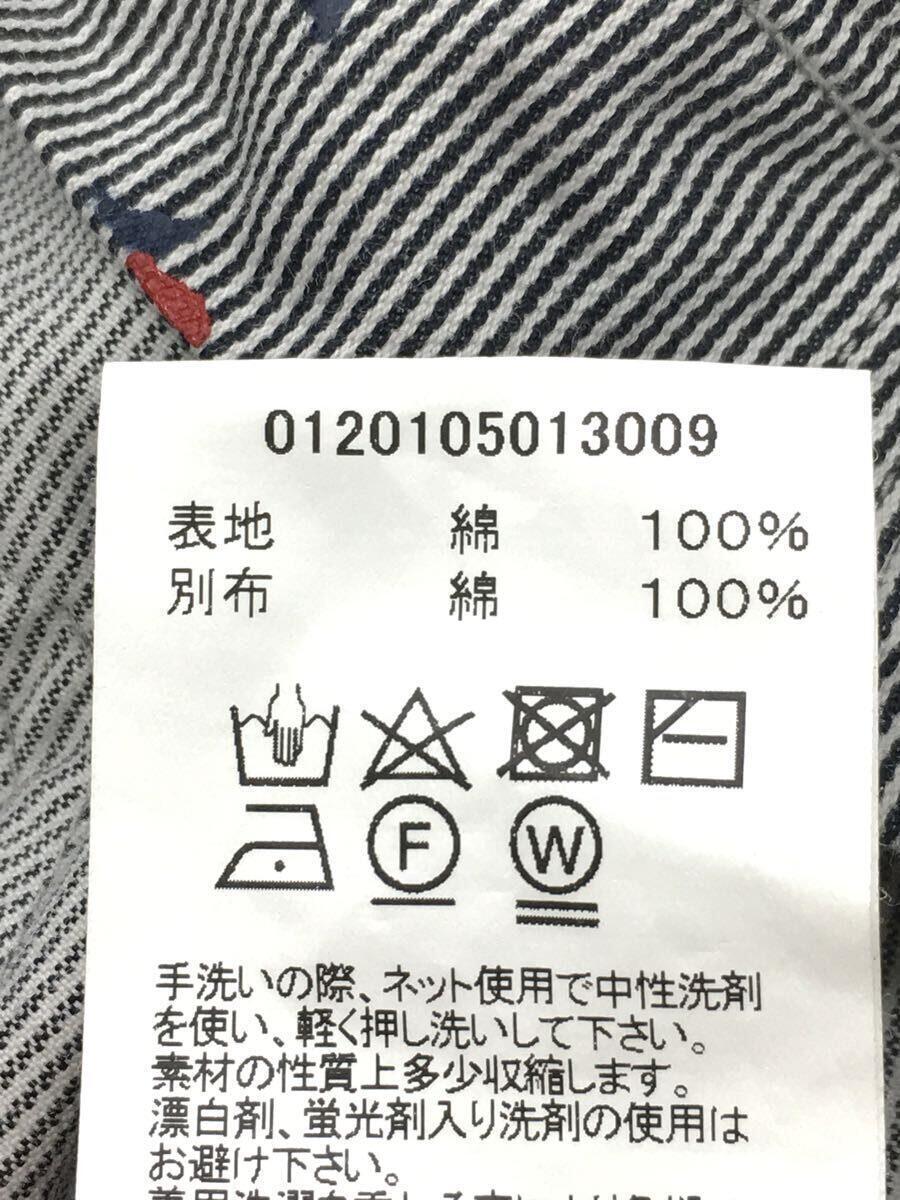 0120105013009
表地 綿 100%
別布 綿 100%
F W
手洗いの際、ネット使用で中性洗剤
を使い、軽く押し洗いして下さい。
素材の性質上多少収縮します。
漂白剤、蛍光剤入り洗剤の使用は
お避け下さい。